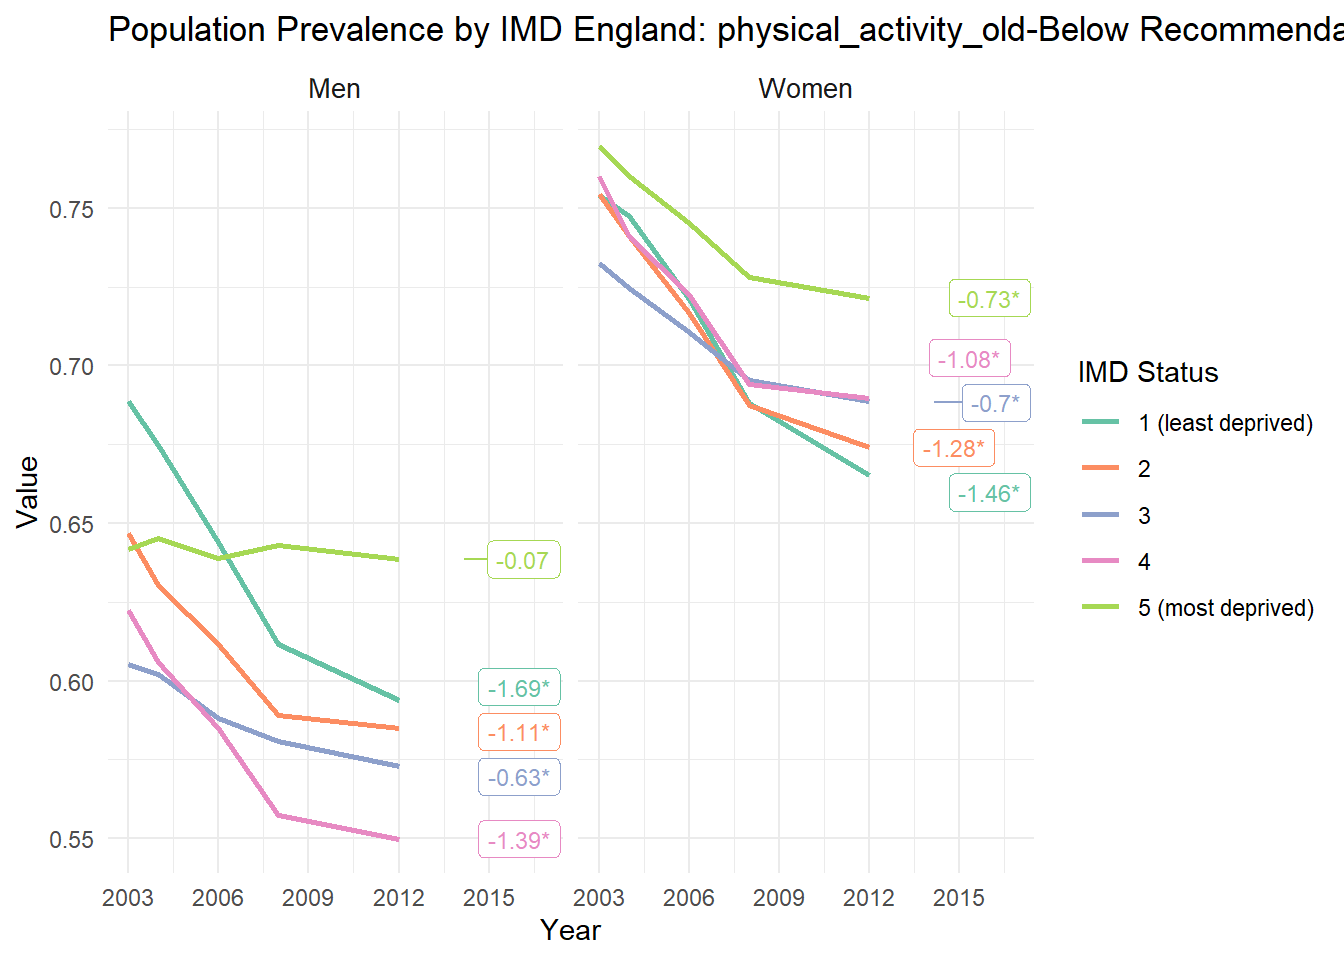 Population Prevalence by IMD England: physical_activity_old-Below Recommenda
Men
Women
Value
0.75
0.70
0.65
0.60
0.55
-0.07
-1.69*
-1.11*
-0.63*
-1.39*
-0.73*
-1.08*
-0.7*
-1.28*
-1.46*
2003 2006 2009 2012 2015
2003 2006 2009 2012 2015
Year
IMD Status
1 (least deprived)
2
3
4
5 (most deprived)